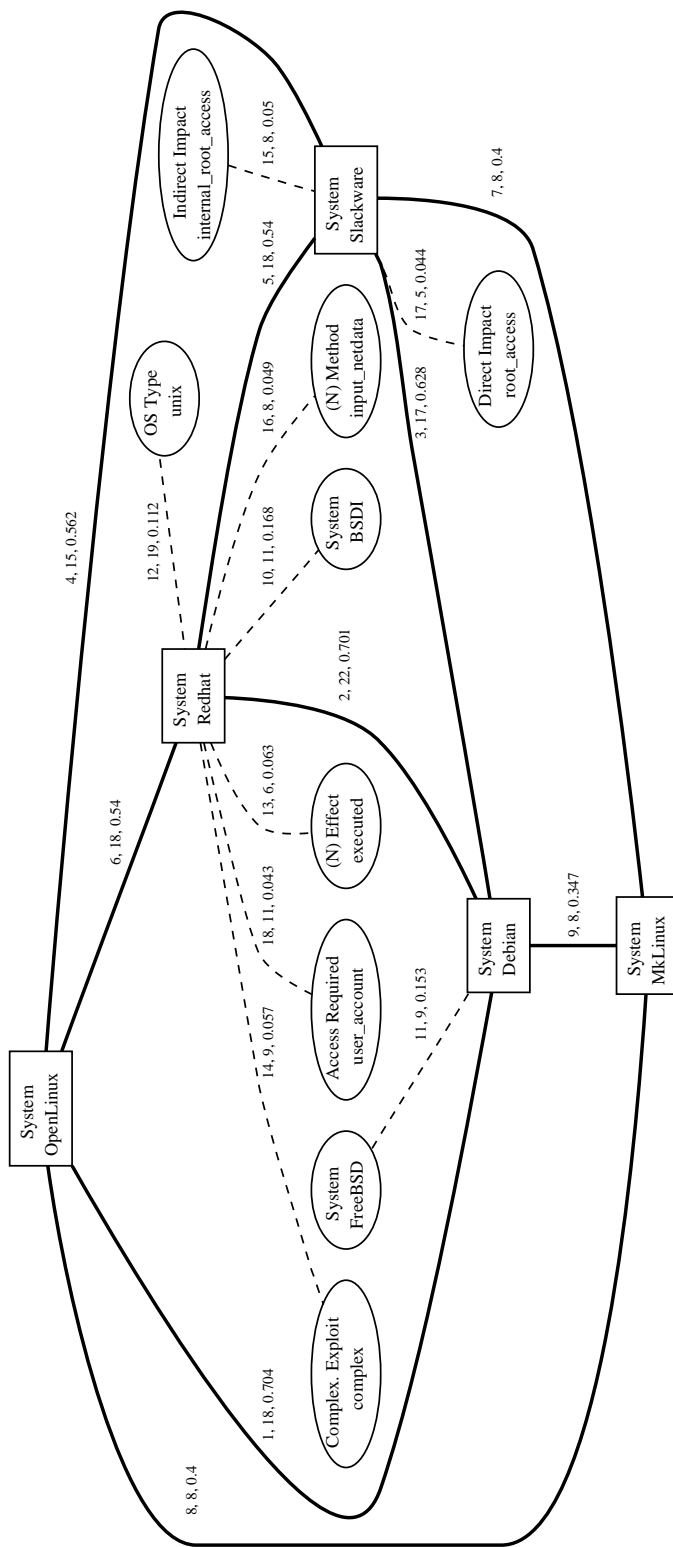 System
OpenLinux
System
Redhat
System
Slackware
System
Debian
System
MkLinux
Complex. Exploit
complex
System
FreeBSD
Access Required
user_account
(N) Effect
executed
System
BSDI
(N) Method
input_netdata
OS Type
unix
Indirect Impact
internal_root_access
Direct Impact
root_access
8, 8, 0.4
1, 18, 0.704
6, 18, 0.54
4, 15, 0.562
14, 9, 0.057
18, 11, 0.043
13, 6, 0.063
2, 22, 0.701
12, 19, 0.112
10, 11, 0.168
16, 8, 0.049
5, 18, 0.54
15, 8, 0.05
11, 9, 0.153
9, 8, 0.347
3, 17, 0.628
17, 5, 0.044
7, 8, 0.4